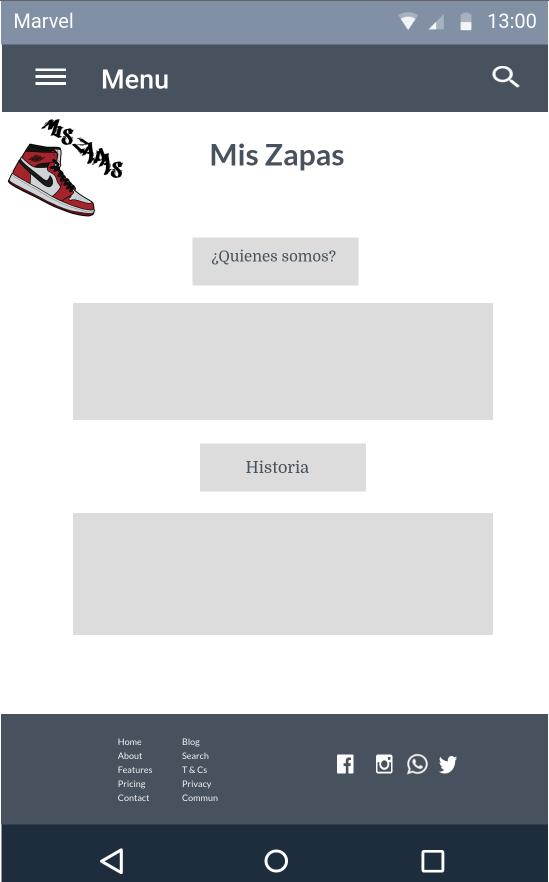 Marvel 13:00
Menu
MIS ZAPAS
Mis Zapas
¿Quienes somos?
Historia
Home
About
Features
Pricing
Contact
Blog
Search
T & Cs
Privacy
Commun